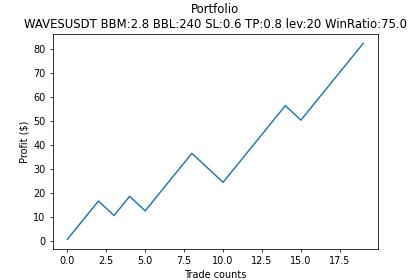 Portfolio
WAVESUSDT BBM:2.8 BBL:240 SL:0.6 TP:0.8 lev:20 WinRatio:75.0
80
70
60
50
40
30
20
10
0
Profit ($)
0.0 2.5 5.0 7.5 10.0 12.5 15.0 17.5
Trade counts